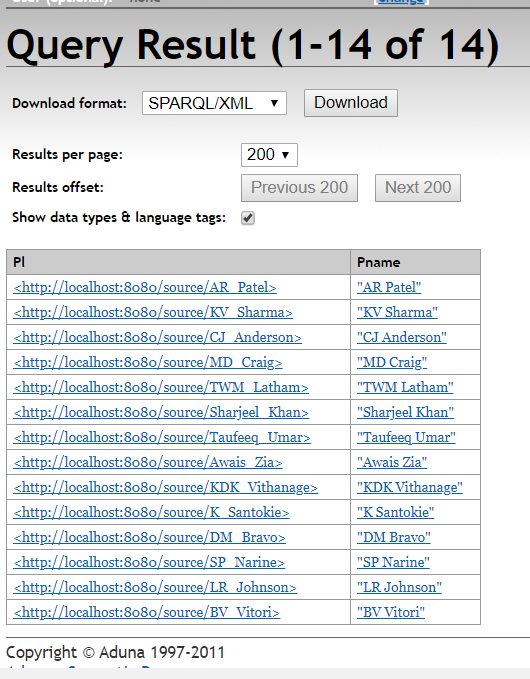 User (optional): none [Change]
Query Result (1-14 of 14)
Download format: SPARQL/XML Download
Results per page: 200
Results offset: Previous 200 Next 200
Show data types & language tags:
Pl Pname
<http://localhost:8080/source/AR_Patel> "AR Patel"
<http://localhost:8080/source/KV_Sharma> "KV Sharma"
<http://localhost:8080/source/CJ_Anderson> "CJ Anderson"
<http://localhost:8080/source/MD_Craig> "MD Craig"
<http://localhost:8080/source/TWM_Latham> "TWM Latham"
<http://localhost:8080/source/Sharjeel_Khan> "Sharjeel Khan"
<http://localhost:8080/source/Taufeeq_Umar> "Taufeeq Umar"
<http://localhost:8080/source/Awais_Zia> "Awais Zia"
<http://localhost:8080/source/KDK_Vithanage> "KDK Vithanage"
<http://localhost:8080/source/K_Santokie> "K Santokie"
<http://localhost:8080/source/DM_Bravo> "DM Bravo"
<http://localhost:8080/source/SP_Narine> "SP Narine"
<http://localhost:8080/source/LR_Johnson> "LR Johnson"
<http://localhost:8080/source/BV_Vitori> "BV Vitori"
Copyright © Aduna 1997-2011